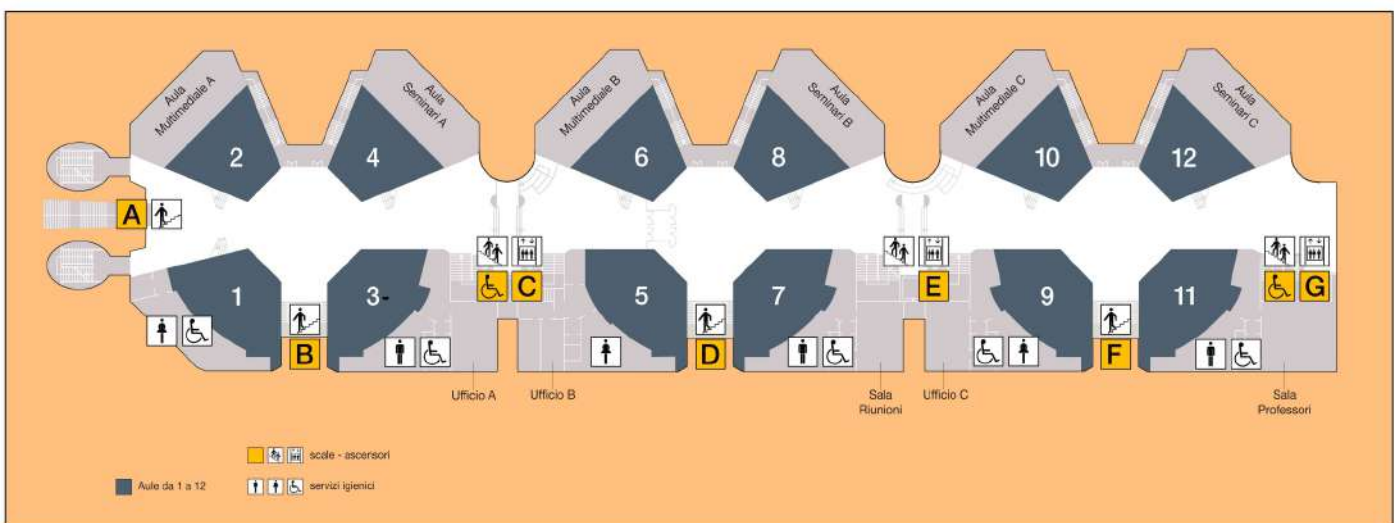 Aula
Multimediale A
Aula
Seminari A
Aula
Multimediale B
Aula
Seminari B
Aula
Multimediale C
Aula
Seminari C
2
4
6
8
10
12
A
C
E
G
1
3-
5
7
9
11
B
D
F
Ufficio A
Ufficio B
Sala
Riunioni
Ufficio C
Sala
Professori
scale - ascensori
Aule da 1 a 12
servizi igienici